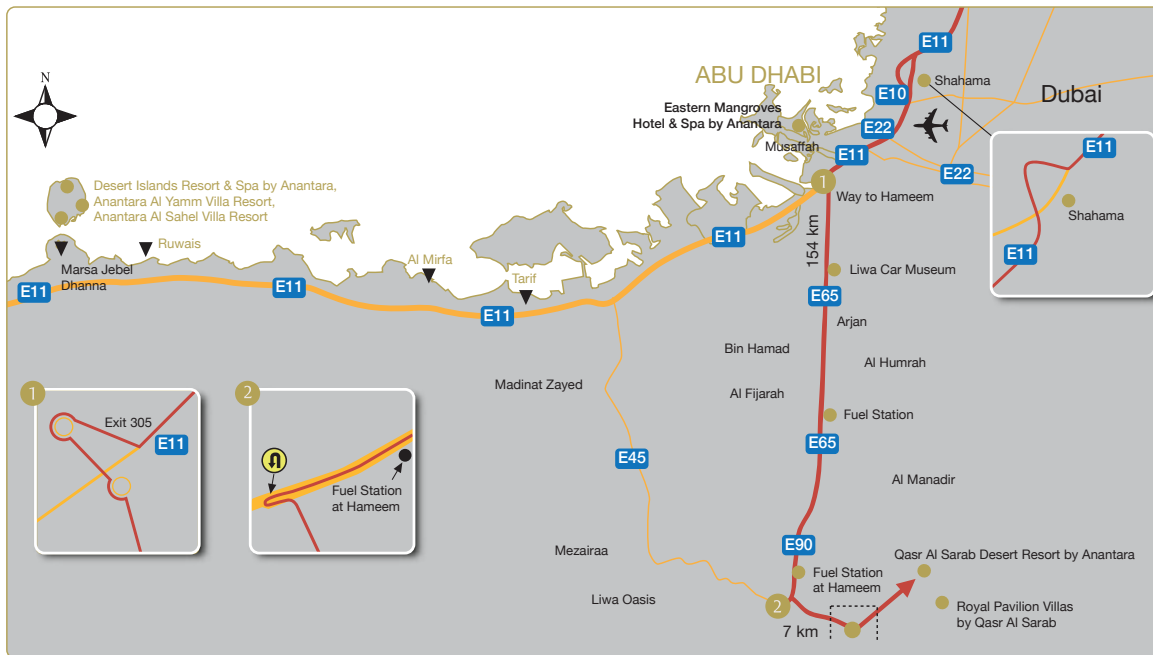 N
ABU DHABI
Eastern Mangroves
Hotel & Spa by Anantara
Musaffah
E11
E10
Shahama
Dubai
E22
E11
E22
E11
Shahama
E11
1
Way to Hameem
Desert Islands Resort & Spa by Anantara,
Anantara Al Yamm Villa Resort,
Anantara Al Sahel Villa Resort
Ruwais
Marsa Jebel
Dhanna
E11
E11
Al Mirfa
Tarif
E11
E11
154 km
Liwa Car Museum
E65
Arjan
Bin Hamad
Al Humrah
Madinat Zayed
Al Fijarah
Fuel Station
E65
E45
Al Manadir
1
Exit 305
E11
2
Fuel Station
at Hameem
Mezairaa
Liwa Oasis
E90
Fuel Station
at Hameem
2
7 km
Qasr Al Sarab Desert Resort by Anantara
Royal Pavilion Villas
by Qasr Al Sarab